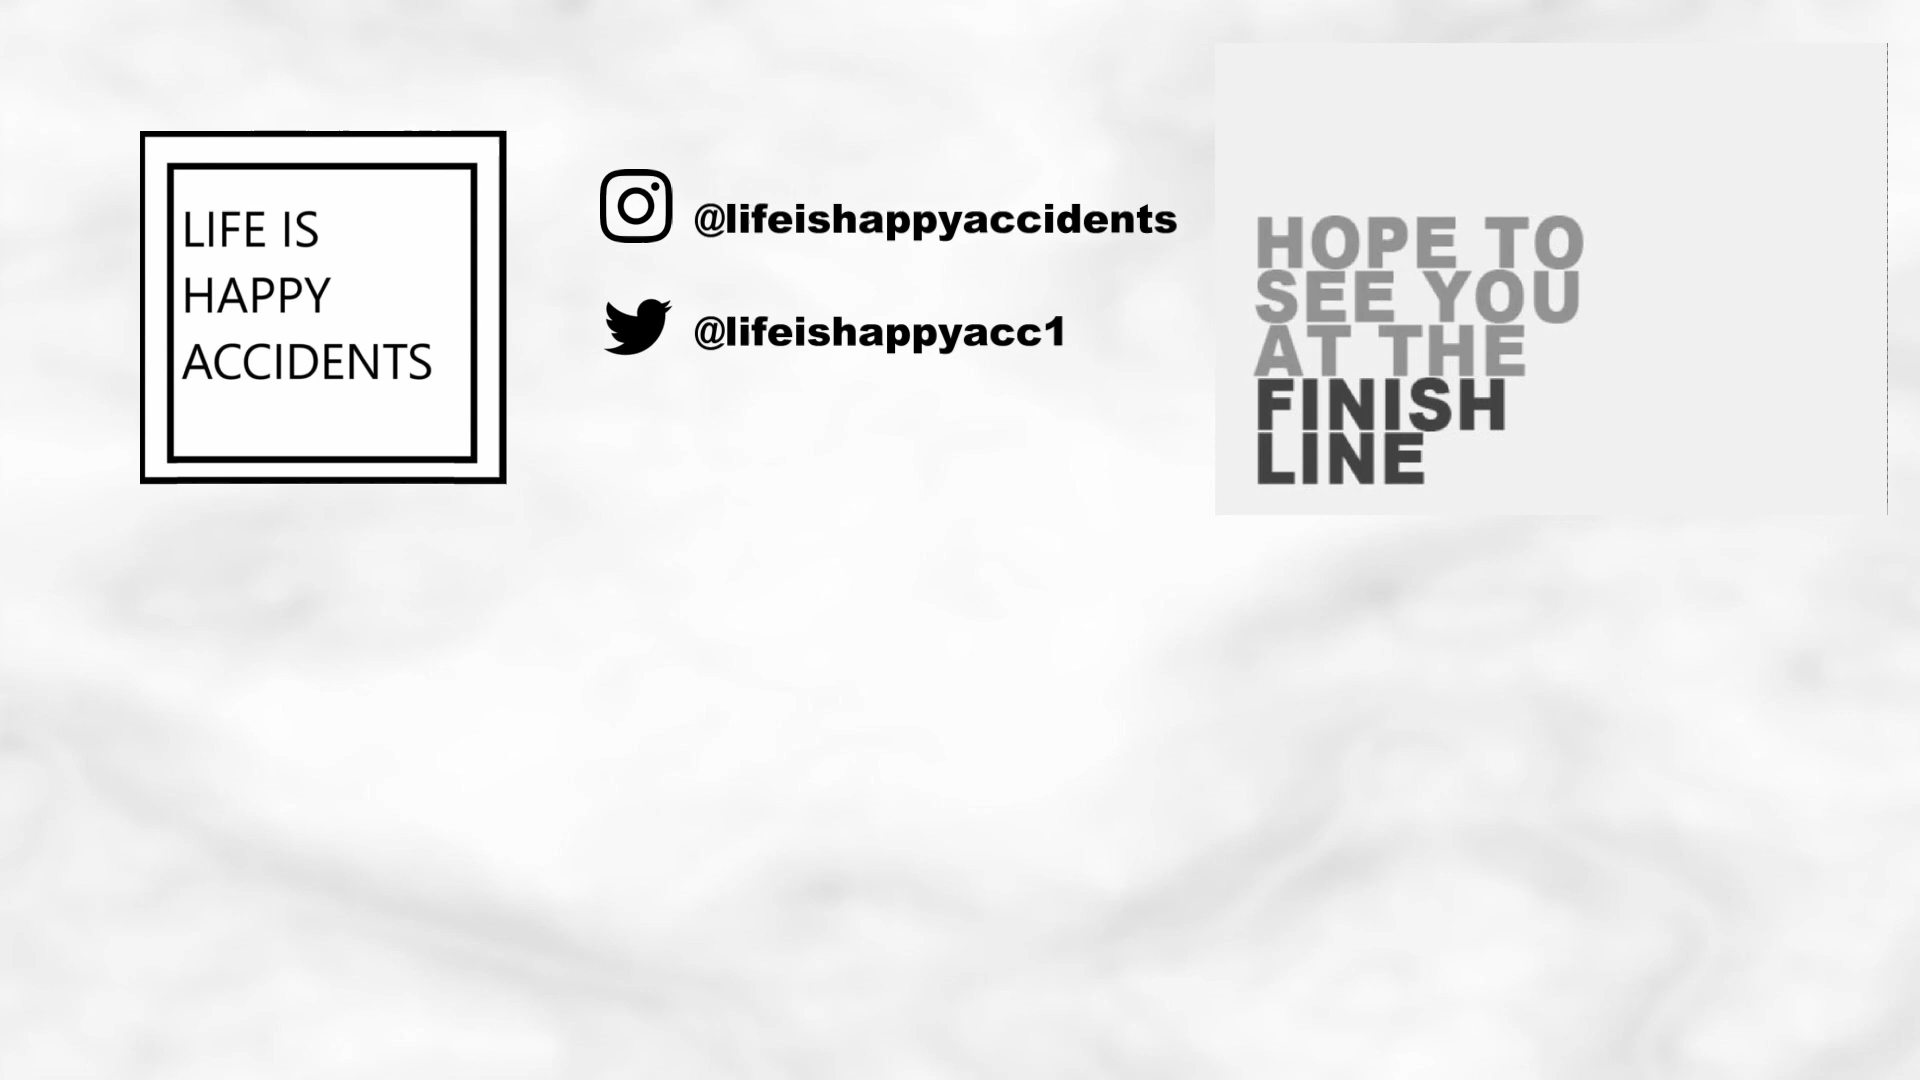 LIFE IS
HAPPY
ACCIDENTS
@lifeishappyaccidents
@lifeishappyacc1
HOPE TO
SEE YOU
AT THE
FINISH
LINE